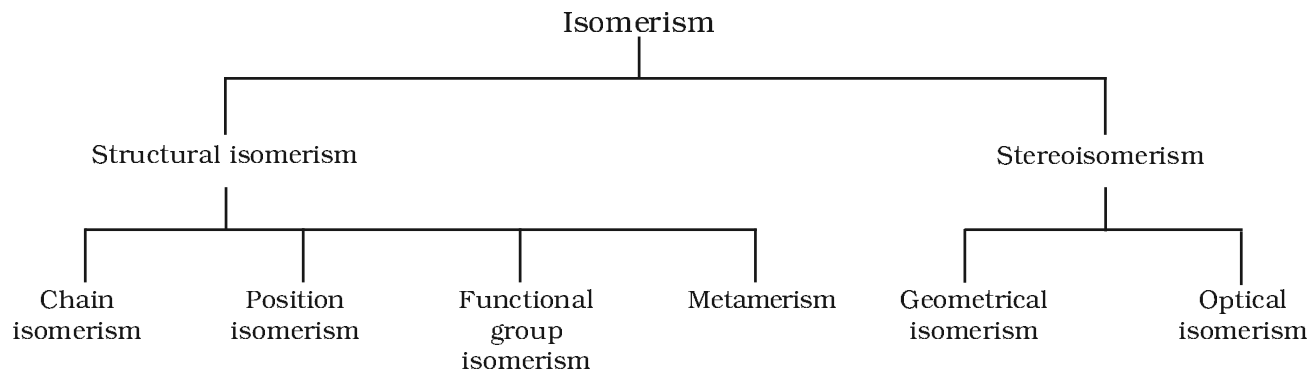 Isomerism
Structural isomerism
Stereoisomerism
Chain
isomerism
Position
isomerism
Functional
group
isomerism
Metamerism
Geometrical
isomerism
Optical
isomerism